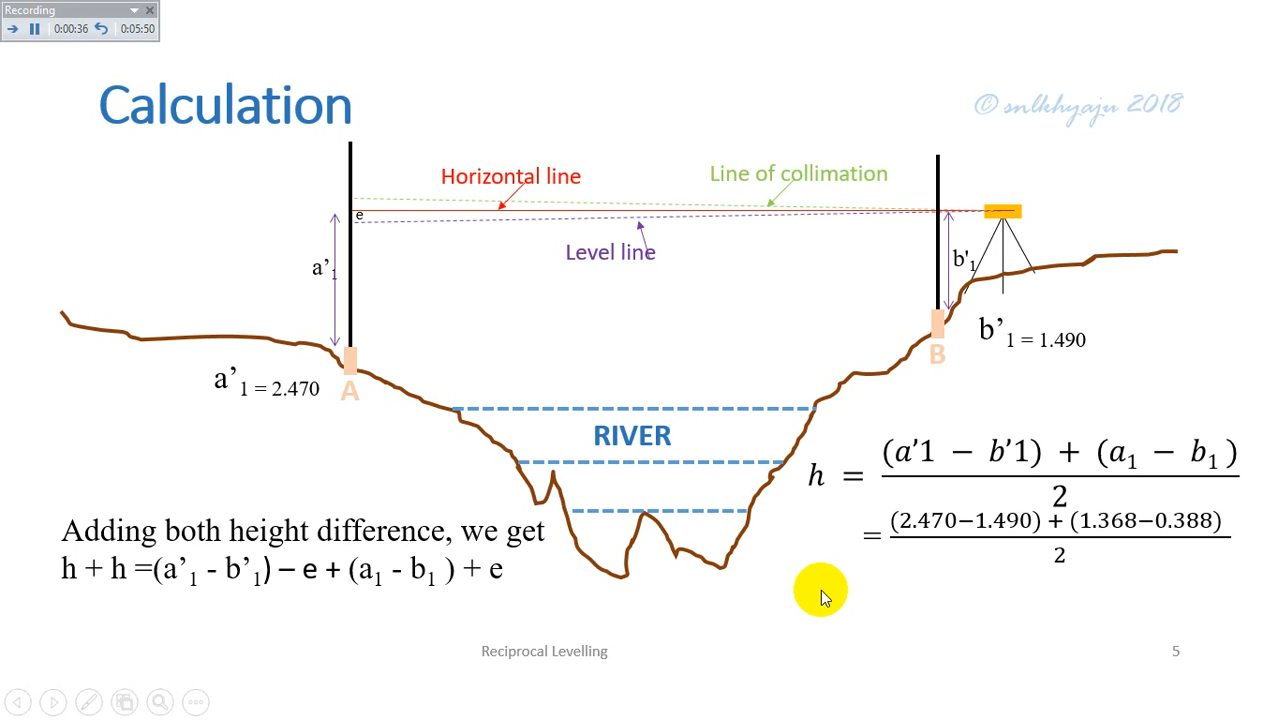 Recording
0:00:36
0:05:50
Calculation
© snlkhyaju 2018
Horizontal line
Line of collimation
e
Level line
a’1
b'1
b’1 = 1.490
A
B
a’1 = 2.470
RIVER
h = (a’1 − b’1) + (a1 − b1) / 2
= (2.470−1.490) + (1.368−0.388) / 2
Adding both height difference, we get
h + h =(a’1 - b’1) – e + (a1 - b1 ) + e
Reciprocal Levelling
5